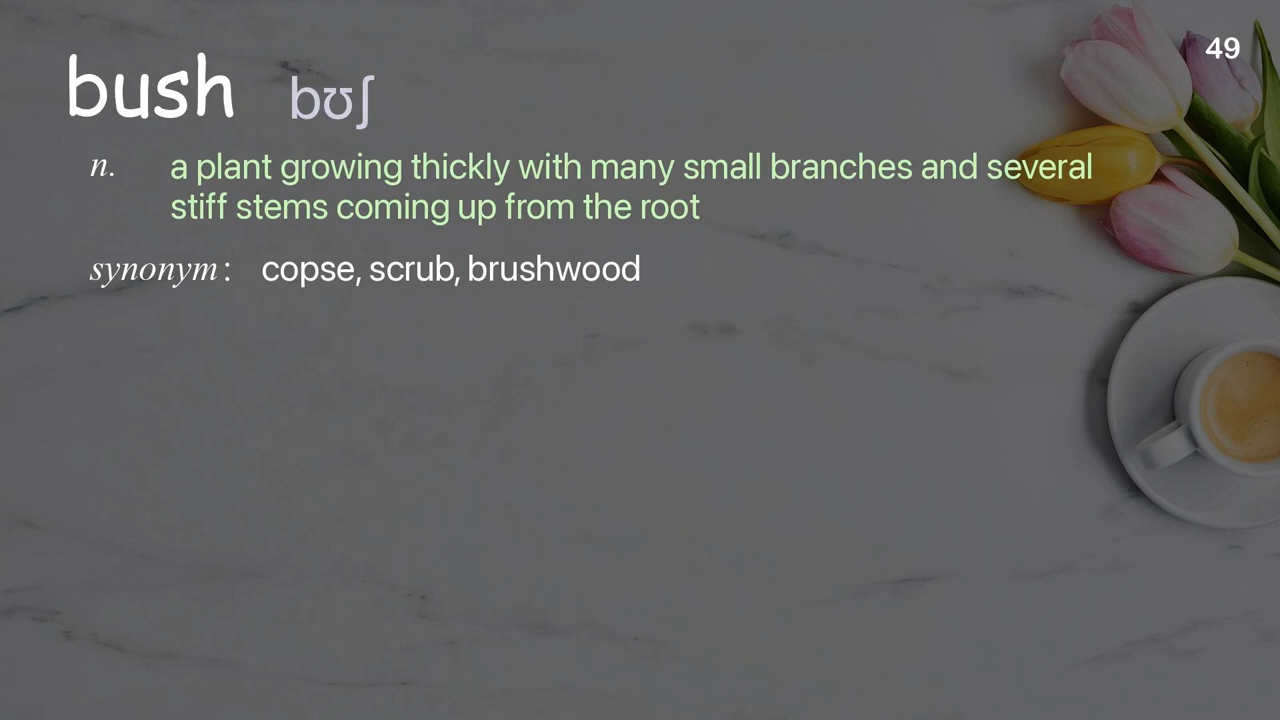 49
bush bʊʃ
n. a plant growing thickly with many small branches and several
stiff stems coming up from the root
synonym: copse, scrub, brushwood